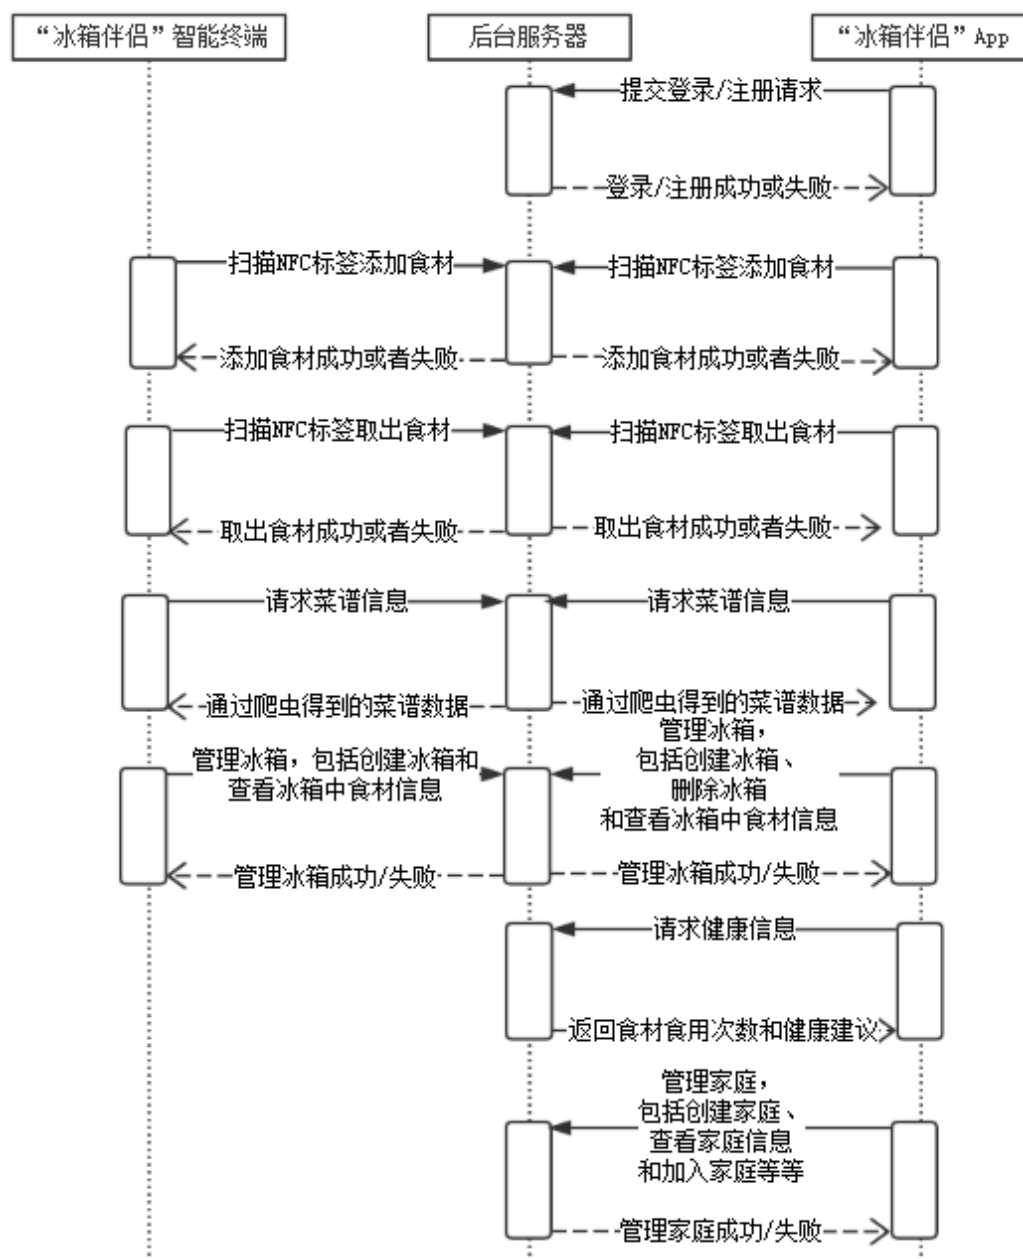 “冰箱伴侣”智能终端
后台服务器
“冰箱伴侣”App
提交登录/注册请求
登录/注册成功或失败
扫描NFC标签添加食材
扫描NFC标签添加食材
添加食材成功或者失败
添加食材成功或者失败
扫描NFC标签取出食材
扫描NFC标签取出食材
取出食材成功或者失败
取出食材成功或者失败
请求菜谱信息
请求菜谱信息
通过爬虫得到的菜谱数据
通过爬虫得到的菜谱数据
管理冰箱，包括创建冰箱和
查看冰箱中食材信息
管理冰箱，
包括创建冰箱、
删除冰箱
和查看冰箱中食材信息
管理冰箱成功/失败
管理冰箱成功/失败
请求健康信息
返回食材食用次数和健康建议
管理家庭，
包括创建家庭、
查看家庭信息
和加入家庭等等
管理家庭成功/失败